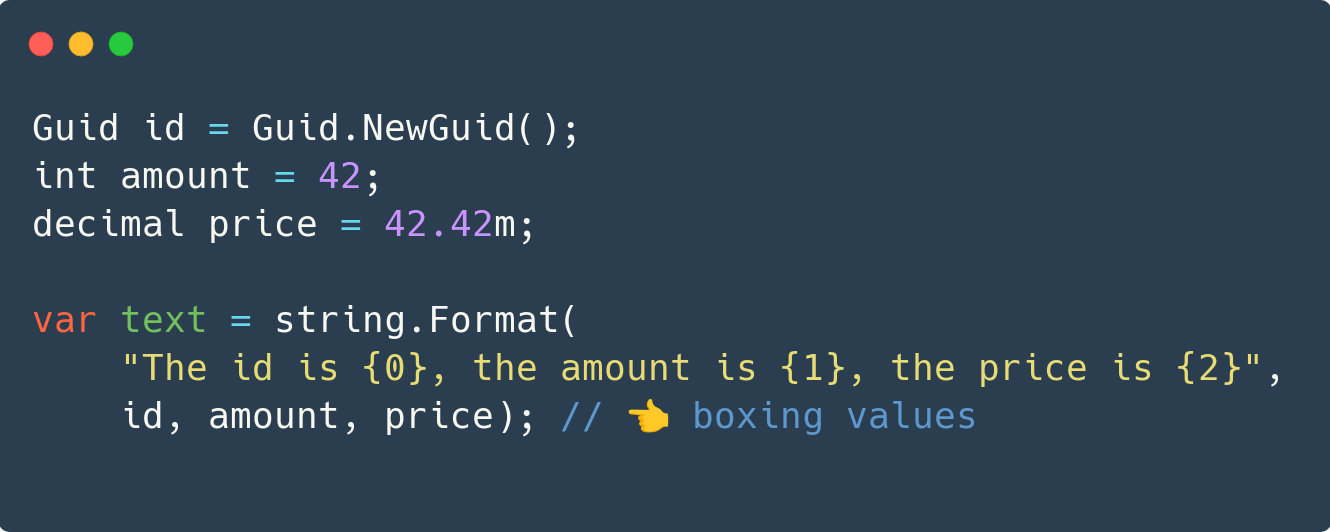 Guid id = Guid.NewGuid();
int amount = 42;
decimal price = 42.42m;
var text = string.Format(
    "The id is {0}, the amount is {1}, the price is {2}",
    id, amount, price); // 👈 boxing values